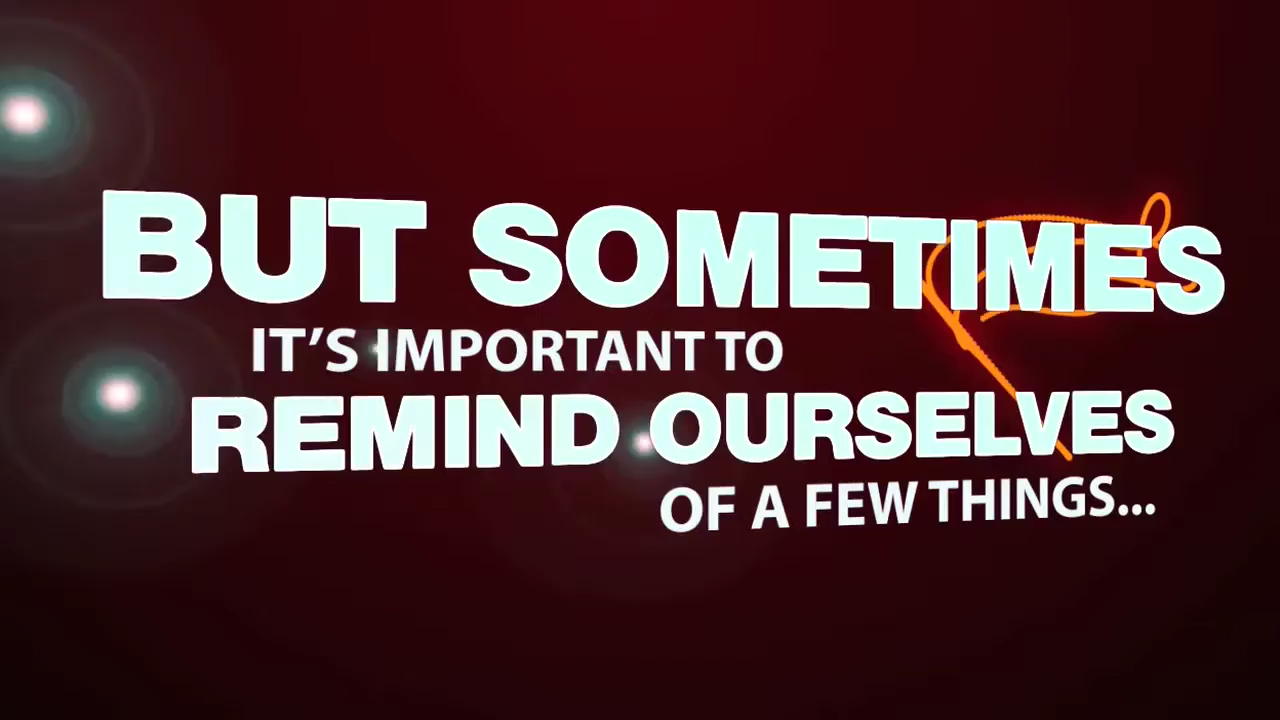 BUT SOMETIMES
IT'S IMPORTANT TO
REMIND OURSELVES
OF A FEW THINGS...